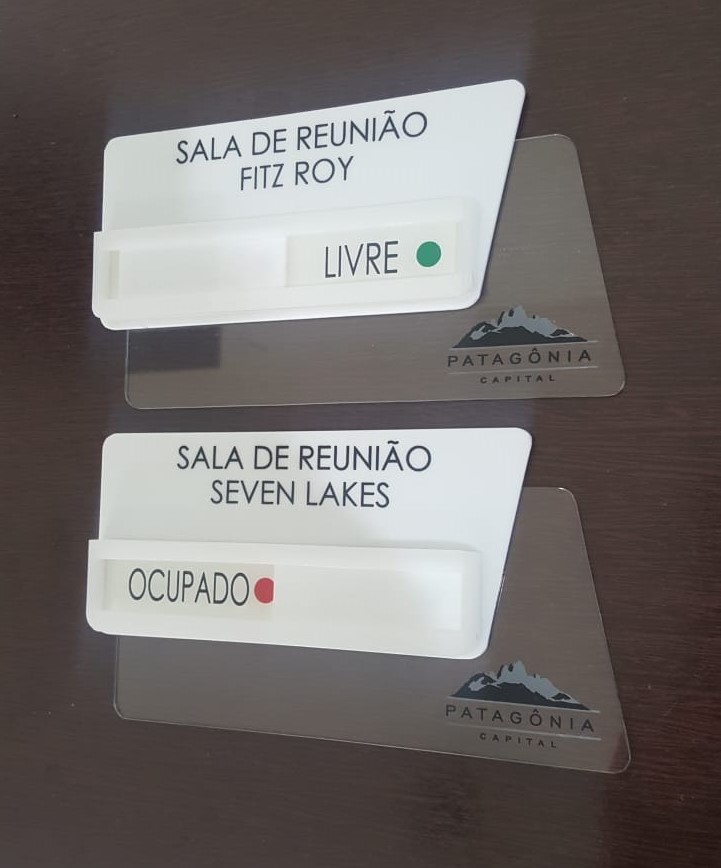 SALA DE REUNIÃO
FITZ ROY
LIVRE
PATAGÔNIA
CAPITAL
SALA DE REUNIÃO
SEVEN LAKES
OCUPADO
PATAGÔNIA
CAPITAL